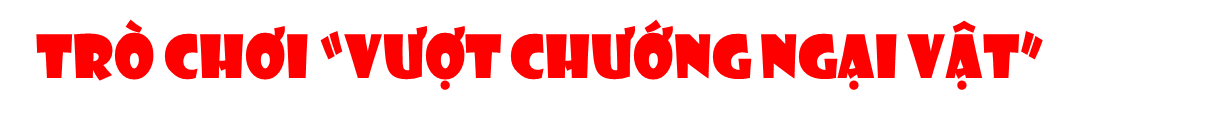 TRÒ CHƠI "VƯỢT CHƯỚNG NGẠI VẬT"